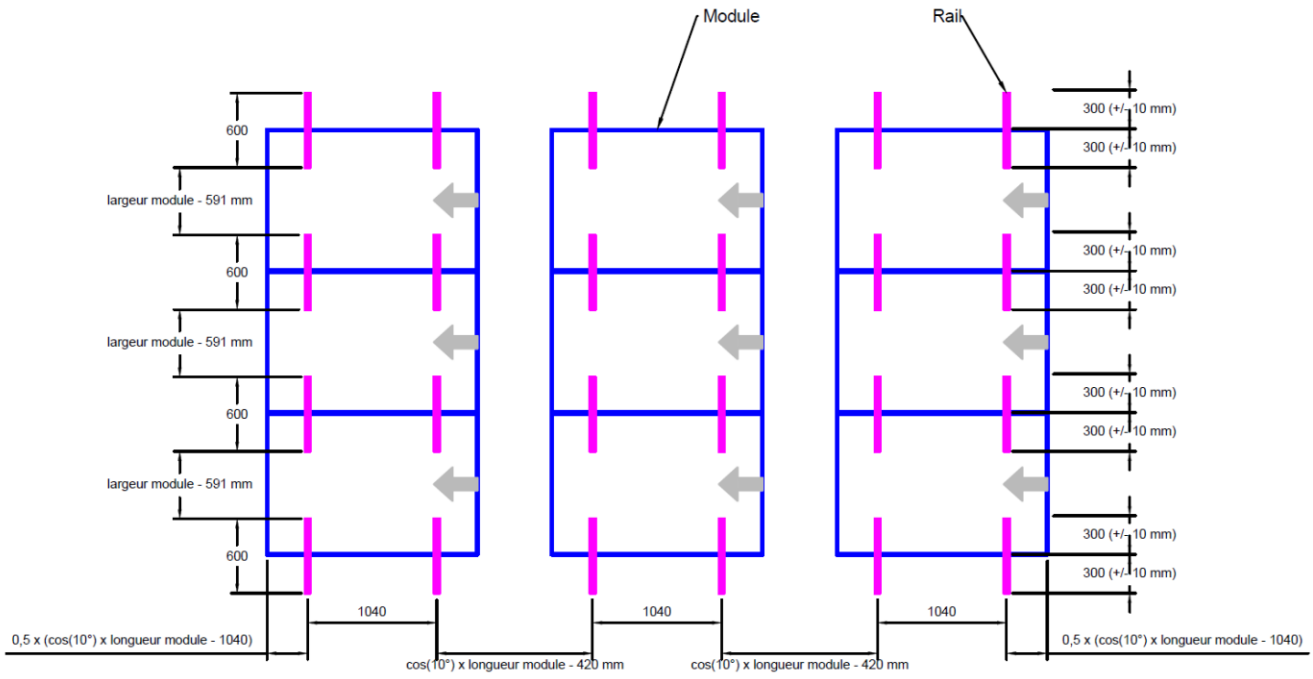 Module
Rail
600
300 (+/- 10 mm)
300 (+/- 10 mm)
largeur module - 591 mm
600
300 (+/- 10 mm)
300 (+/- 10 mm)
largeur module - 591 mm
600
300 (+/- 10 mm)
300 (+/- 10 mm)
largeur module - 591 mm
600
300 (+/- 10 mm)
300 (+/- 10 mm)
1040
1040
1040
0,5 x (cos(10°) x longueur module - 1040)
0,5 x (cos(10°) x longueur module - 1040)
cos(10°) x longueur module - 420 mm
cos(10°) x longueur module - 420 mm